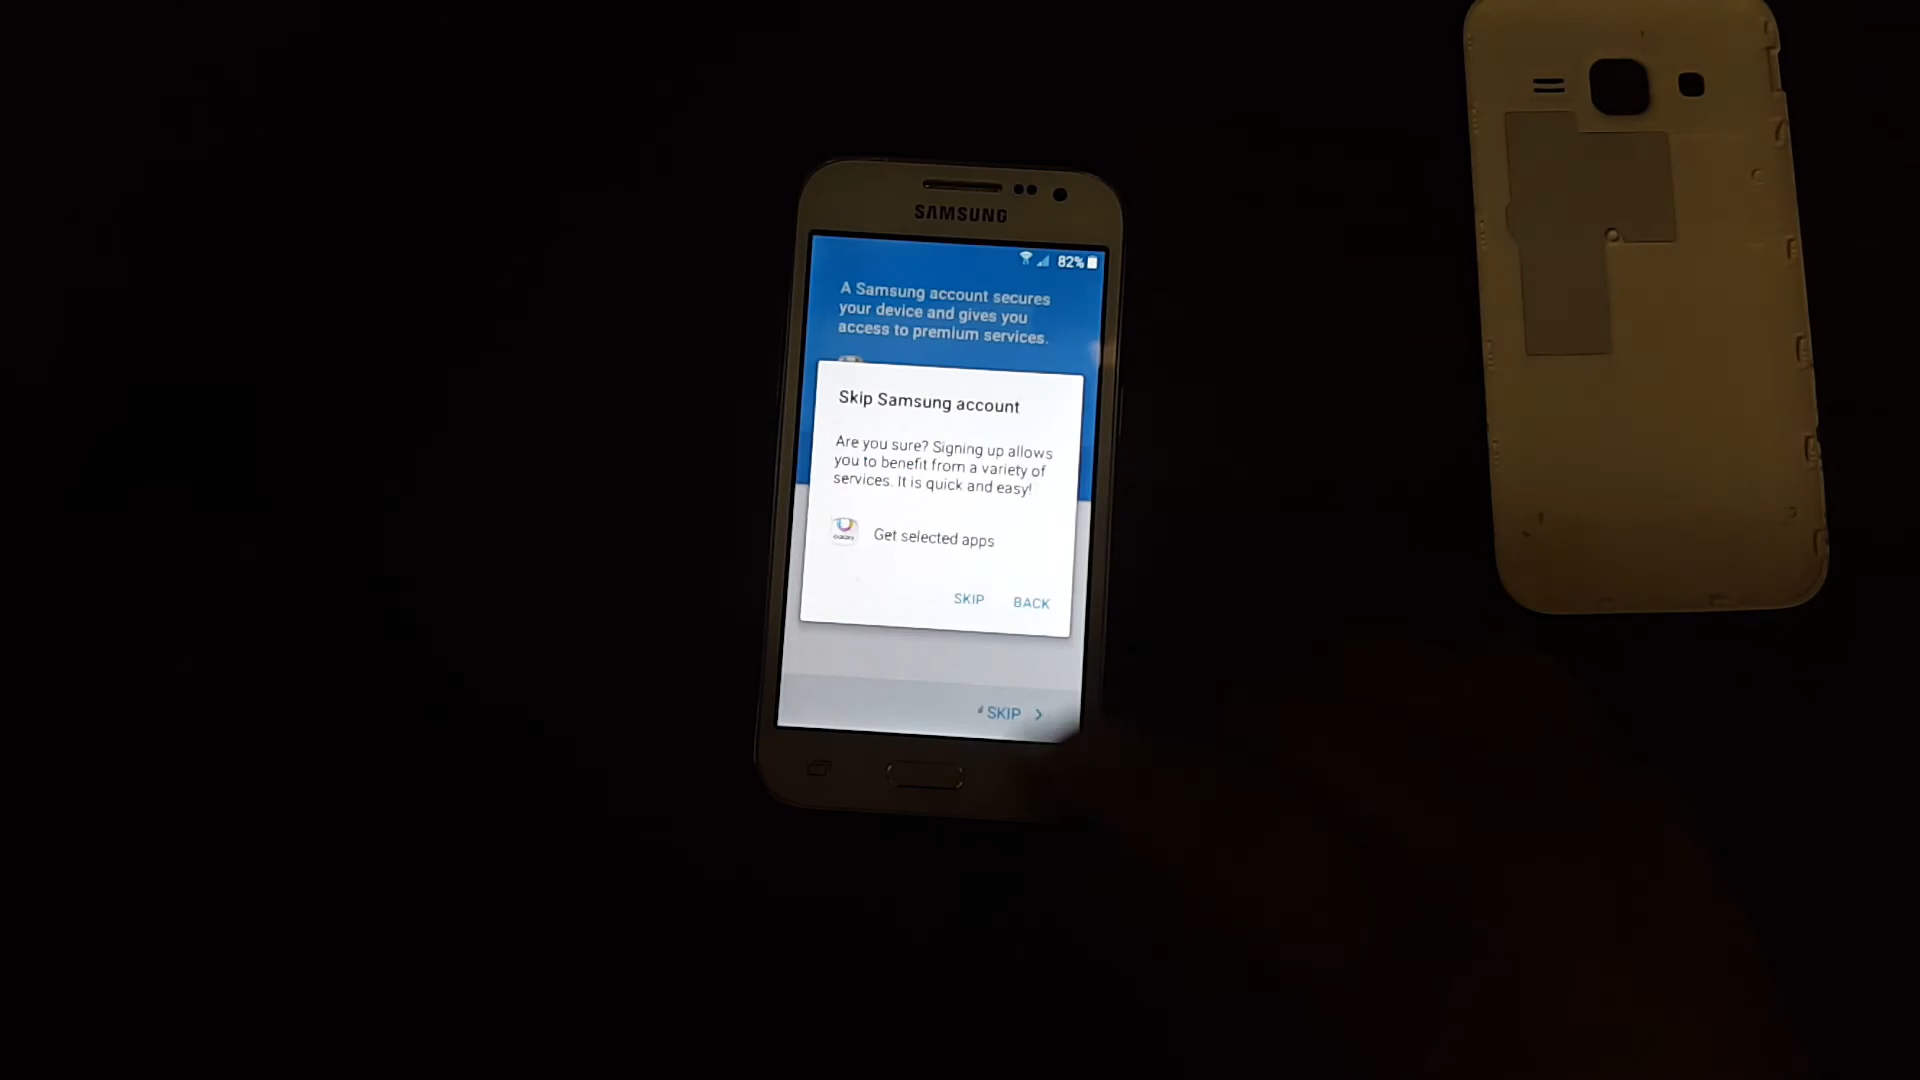 SAMSUNG
82%
A Samsung account secures
your device and gives you
access to premium services.
Skip Samsung account
Are you sure? Signing up allows
you to benefit from a variety of
services. It is quick and easy!
Get selected apps
SKIP BACK
SKIP